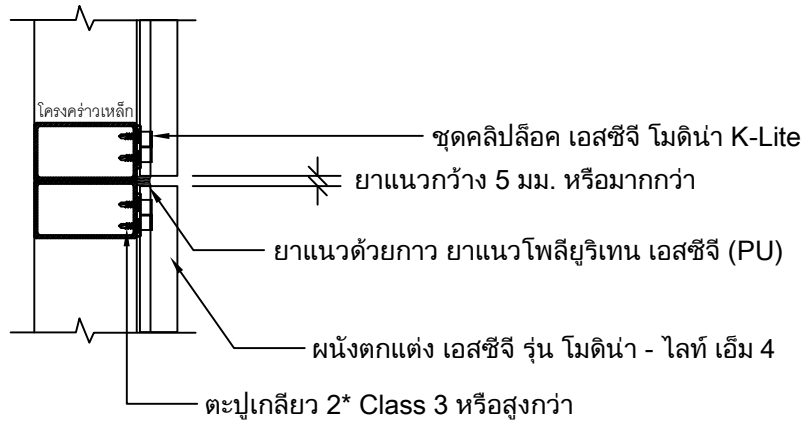 โครงคร่าวเหล็ก
ชุดคลิปล็อค เอสซีจี โมดิน่า K-Lite
ยาแนวกว้าง 5 มม. หรือมากกว่า
ยาแนวด้วยกาว ยาแนวโพลียูริเทน เอสซีจี (PU)
ผนังตกแต่ง เอสซีจี รุ่น โมดิน่า - ไลท์ เอ็ม 4
ตะปูเกลียว 2* Class 3 หรือสูงกว่า